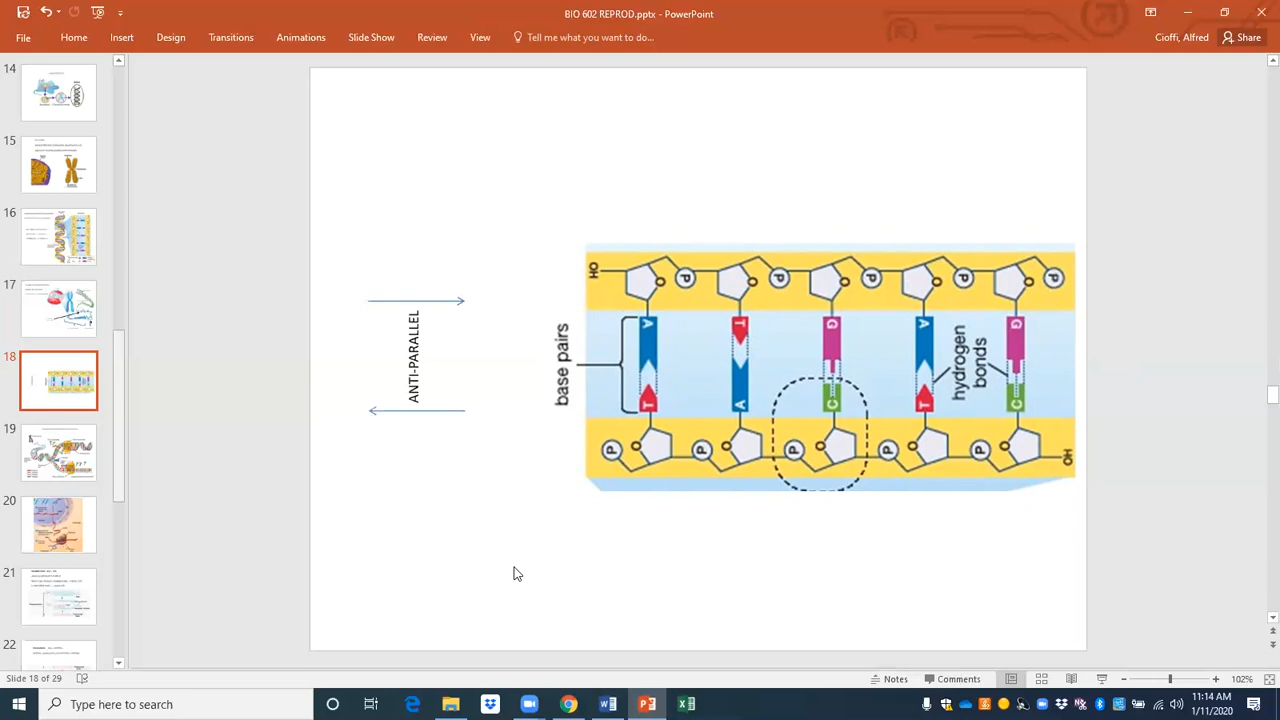 BIO 602 REPROD.pptx - PowerPoint
File Home Insert Design Transitions Animations Slide Show Review View Tell me what you want to do... Cioffi, Alfred Share
14
15
16
17
18
19
20
21
22
ANTI-PARALLEL
base pairs
hydrogen
bonds
HO P P P P P
A T G A G
T A C T C
P P P P P OH
Slide 18 of 29 Notes Comments 102%
Type here to search
11:14 AM
1/11/2020